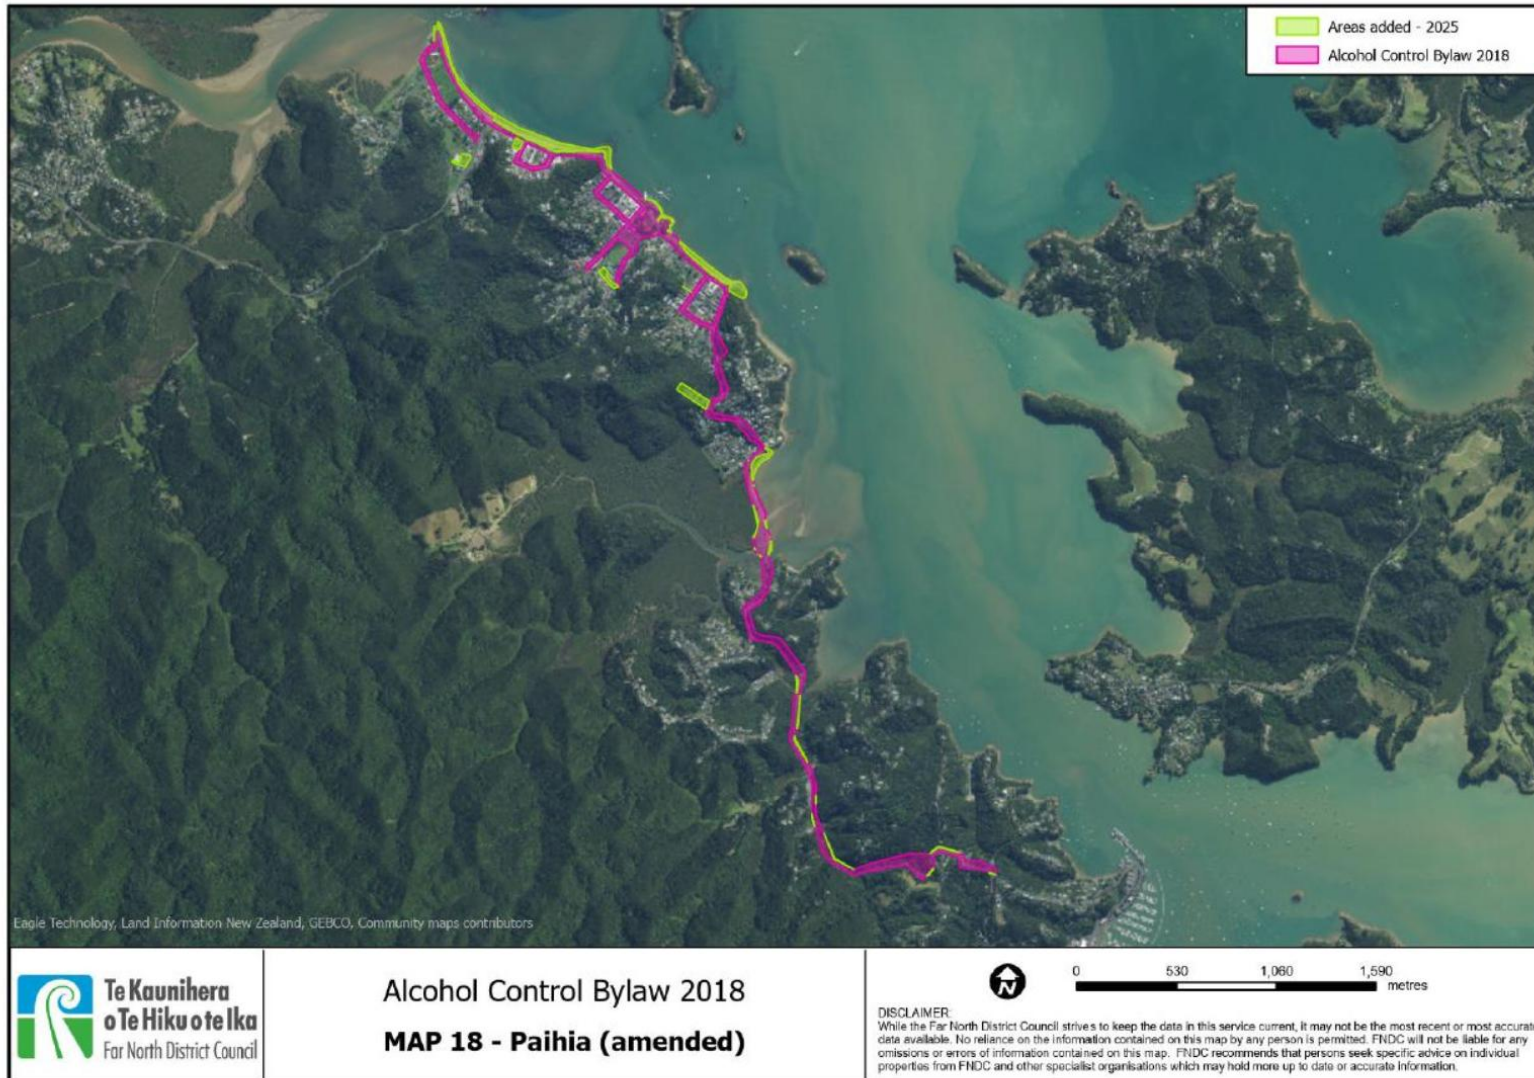 Areas added - 2025
Alcohol Control Bylaw 2018
Eagle Technology, Land Information New Zealand, GEBCO, Community maps contributors
Te Kaunihera
o Te Hiku o te Ika
Far North District Council
Alcohol Control Bylaw 2018
MAP 18 - Paihia (amended)
N
0 530 1,060 1,590
metres
DISCLAIMER:
While the Far North District Council strives to keep the data in this service current, it may not be the most recent or most accurate
data available. No reliance on the information contained on this map by any person is permitted. FNDC will not be liable for any
omissions or errors of information contained on this map. FNDC recommends that persons seek specific advice on individual
properties from FNDC and other specialist organisations which may hold more up to date or accurate information.